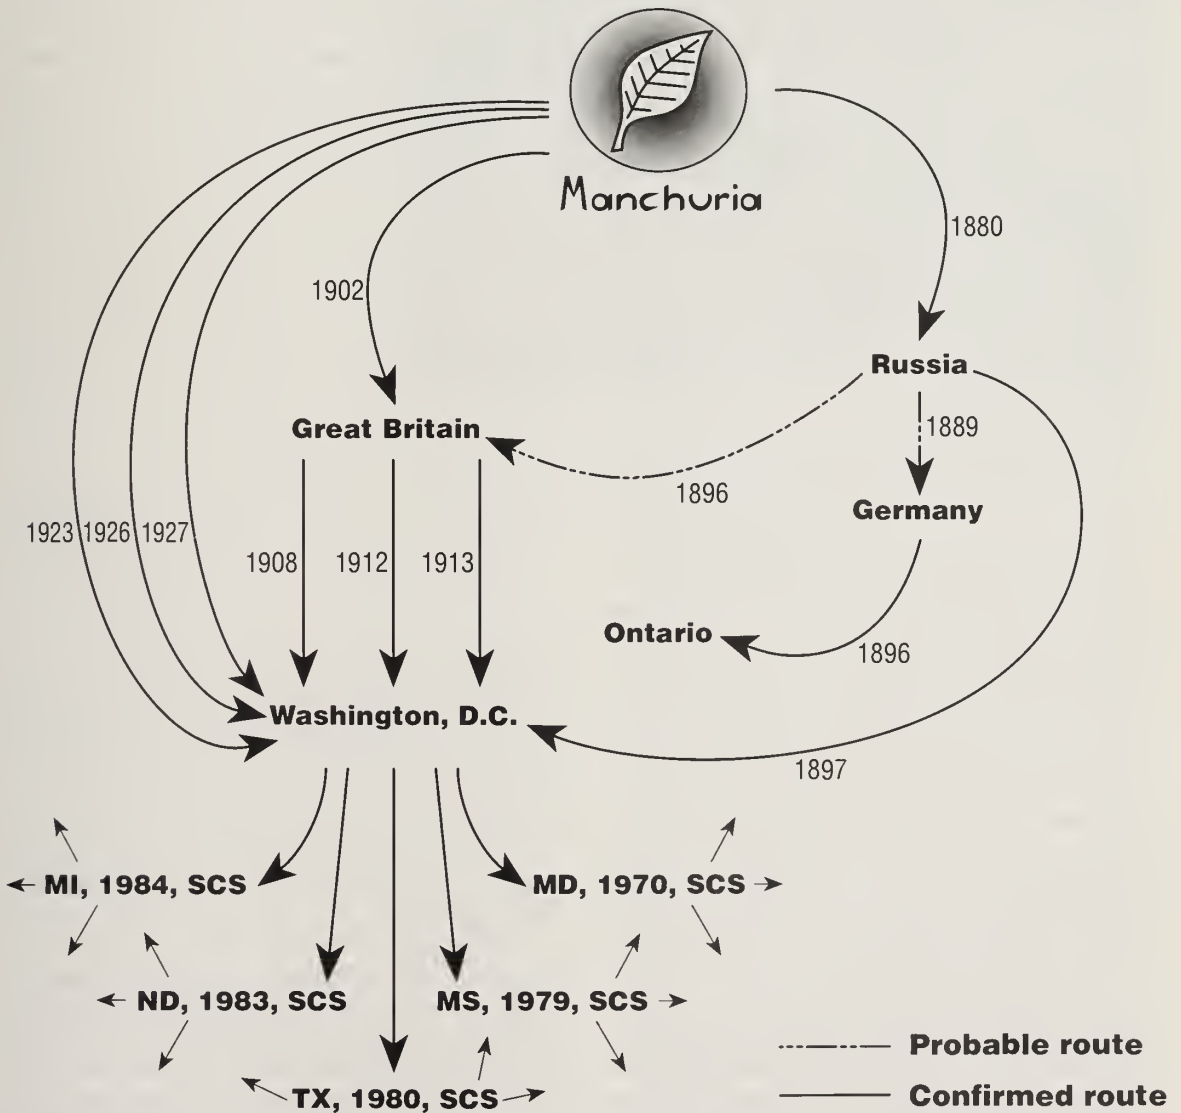 Manchuria
1880
1902
Russia
Great Britain
1889
1896
Germany
1923
1926
1927
1908
1912
1913
Ontario
1896
Washington, D.C.
1897
MI, 1984, SCS
MD, 1970, SCS
ND, 1983, SCS
MS, 1979, SCS
TX, 1980, SCS
Probable route
Confirmed route